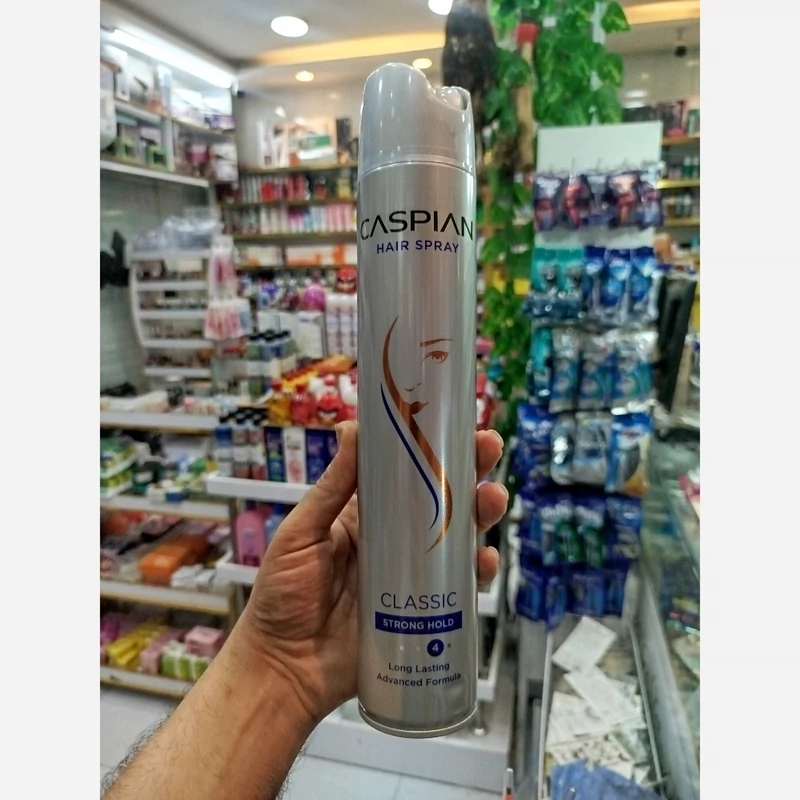 CASPIAN
HAIR SPRAY
CLASSIC
STRONG HOLD
4
Long Lasting
Advanced Formula